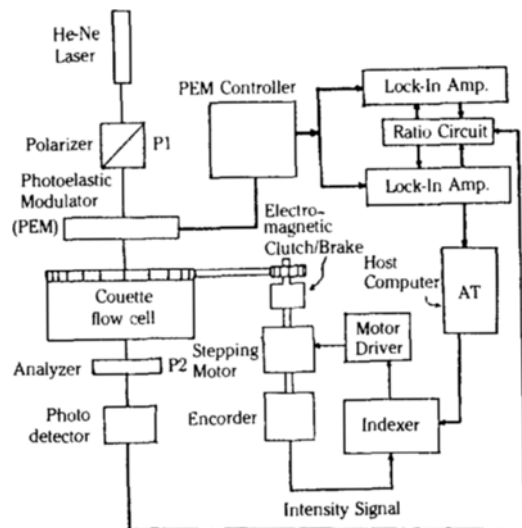 He-Ne
Laser
PEM Controller
Lock-In Amp.
Ratio Circuit
Lock-In Amp.
Polarizer
P1
Photoelastic
Modulator
(PEM)
Electro-
magnetic
Clutch/Brake
Host
Computer
AT
Couette
flow cell
Stepping
Motor
Motor
Driver
Analyzer
P2
Photo
detector
Encorder
Indexer
Intensity Signal